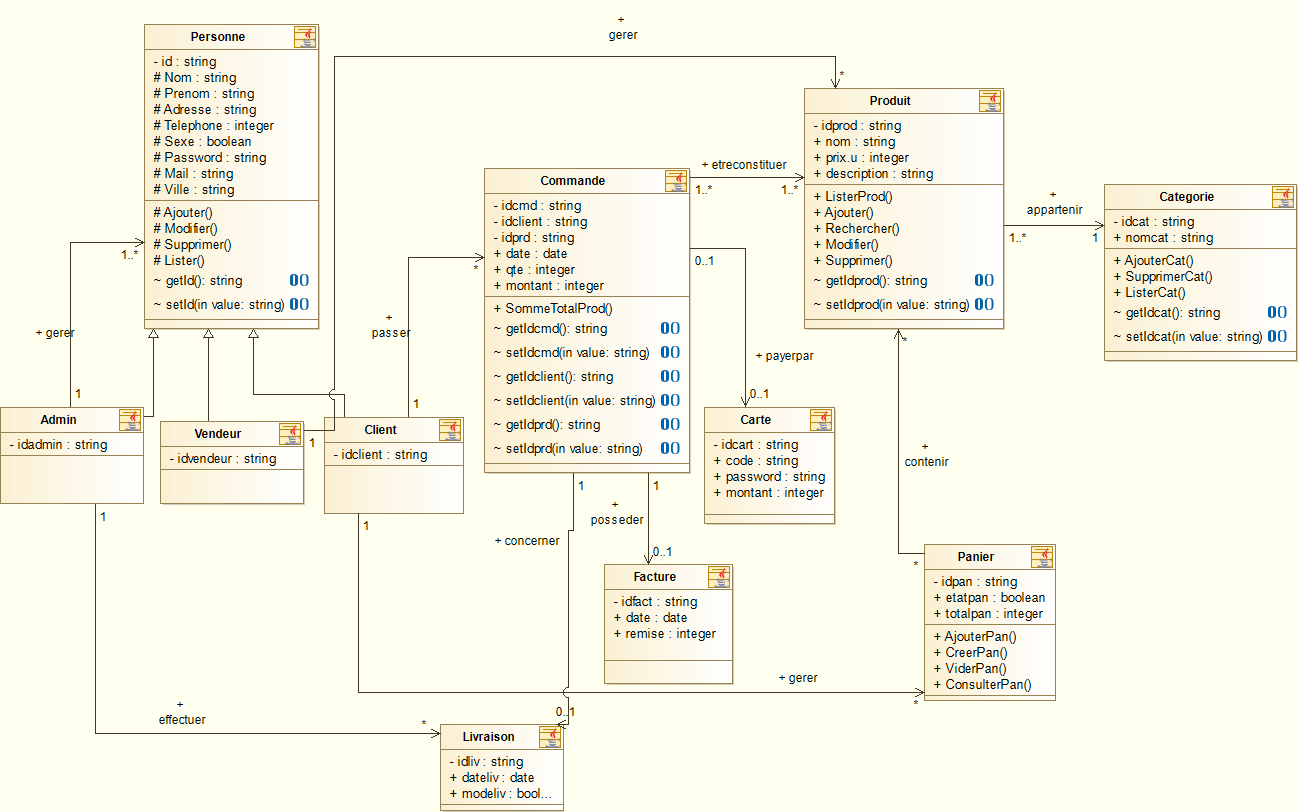 +
gerer
Personne
- id : string
# Nom : string
# Prenom : string
# Adresse : string
# Telephone : integer
# Sexe : boolean
# Password : string
# Mail : string
# Ville : string
# Ajouter()
# Modifier()
# Supprimer()
# Lister()
~ getId(): string
~ setId(in value: string)
*
Produit
- idprod : string
+ nom : string
+ prix.u : integer
+ description : string
+ ListerProd()
+ Ajouter()
+ Rechercher()
+ Modifier()
+ Supprimer()
~ getIdprod(): string
~ setIdprod(in value: string)
+ etreconstituer
1..*
1..*
Commande
- idcmd : string
- idclient : string
- idprd : string
+ date : date
+ qte : integer
+ montant : integer
+ SommeTotalProd()
~ getIdcmd(): string
~ setIdcmd(in value: string)
~ getIdclient(): string
~ setIdclient(in value: string)
~ getIdprd(): string
~ setIdprd(in value: string)
+
appartenir
1..*
1
Categorie
- idcat : string
+ nomcat : string
+ AjouterCat()
+ SupprimerCat()
+ ListerCat()
~ getIdcat(): string
~ setIdcat(in value: string)
1..*
+ gerer
1
*
+
passer
1
0..1
+ payerpar
0..1
*
+
contenir
*
Admin
- idadmin : string
Vendeur
- idvendeur : string
1
Client
- idclient : string
Carte
- idcart : string
+ code : string
+ password : string
+ montant : integer
1
+ concerner
0..1
1
+
posseder
0..1
Facture
- idfact : string
+ date : date
+ remise : integer
Panier
- idpan : string
+ etatpan : boolean
+ totalpan : integer
+ AjouterPan()
+ CreerPan()
+ ViderPan()
+ ConsulterPan()
1
+ gerer
*
1
+
effectuer
*
Livraison
- idliv : string
+ dateliv : date
+ modeliv : bool...